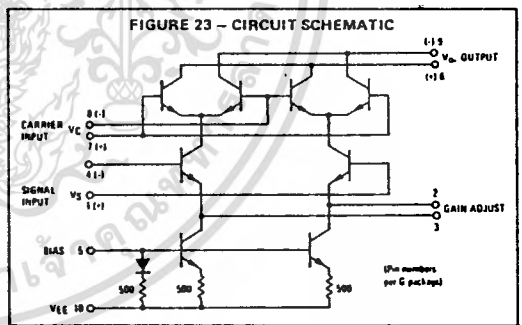 FIGURE 23 – CIRCUIT SCHEMATIC
(-) 9
Vo, OUTPUT
(+) 6
8 (-)
CARRIER INPUT VC
7 (+)
4 (-)
SIGNAL INPUT VS
1 (+)
2
GAIN ADJUST
3
BIAS 5
500
500
500
(Pin numbers
per G package)
VEE 10